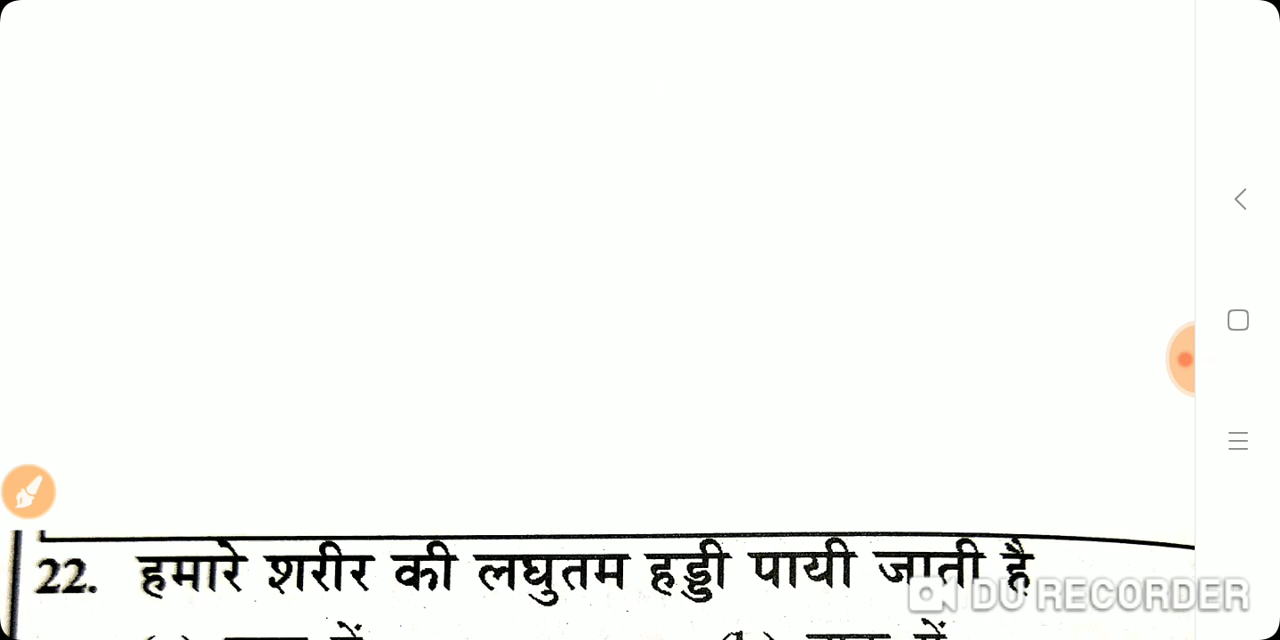 22. हमारे शरीर की लघुतम हड्डी पायी जाती है
DU RECORDER